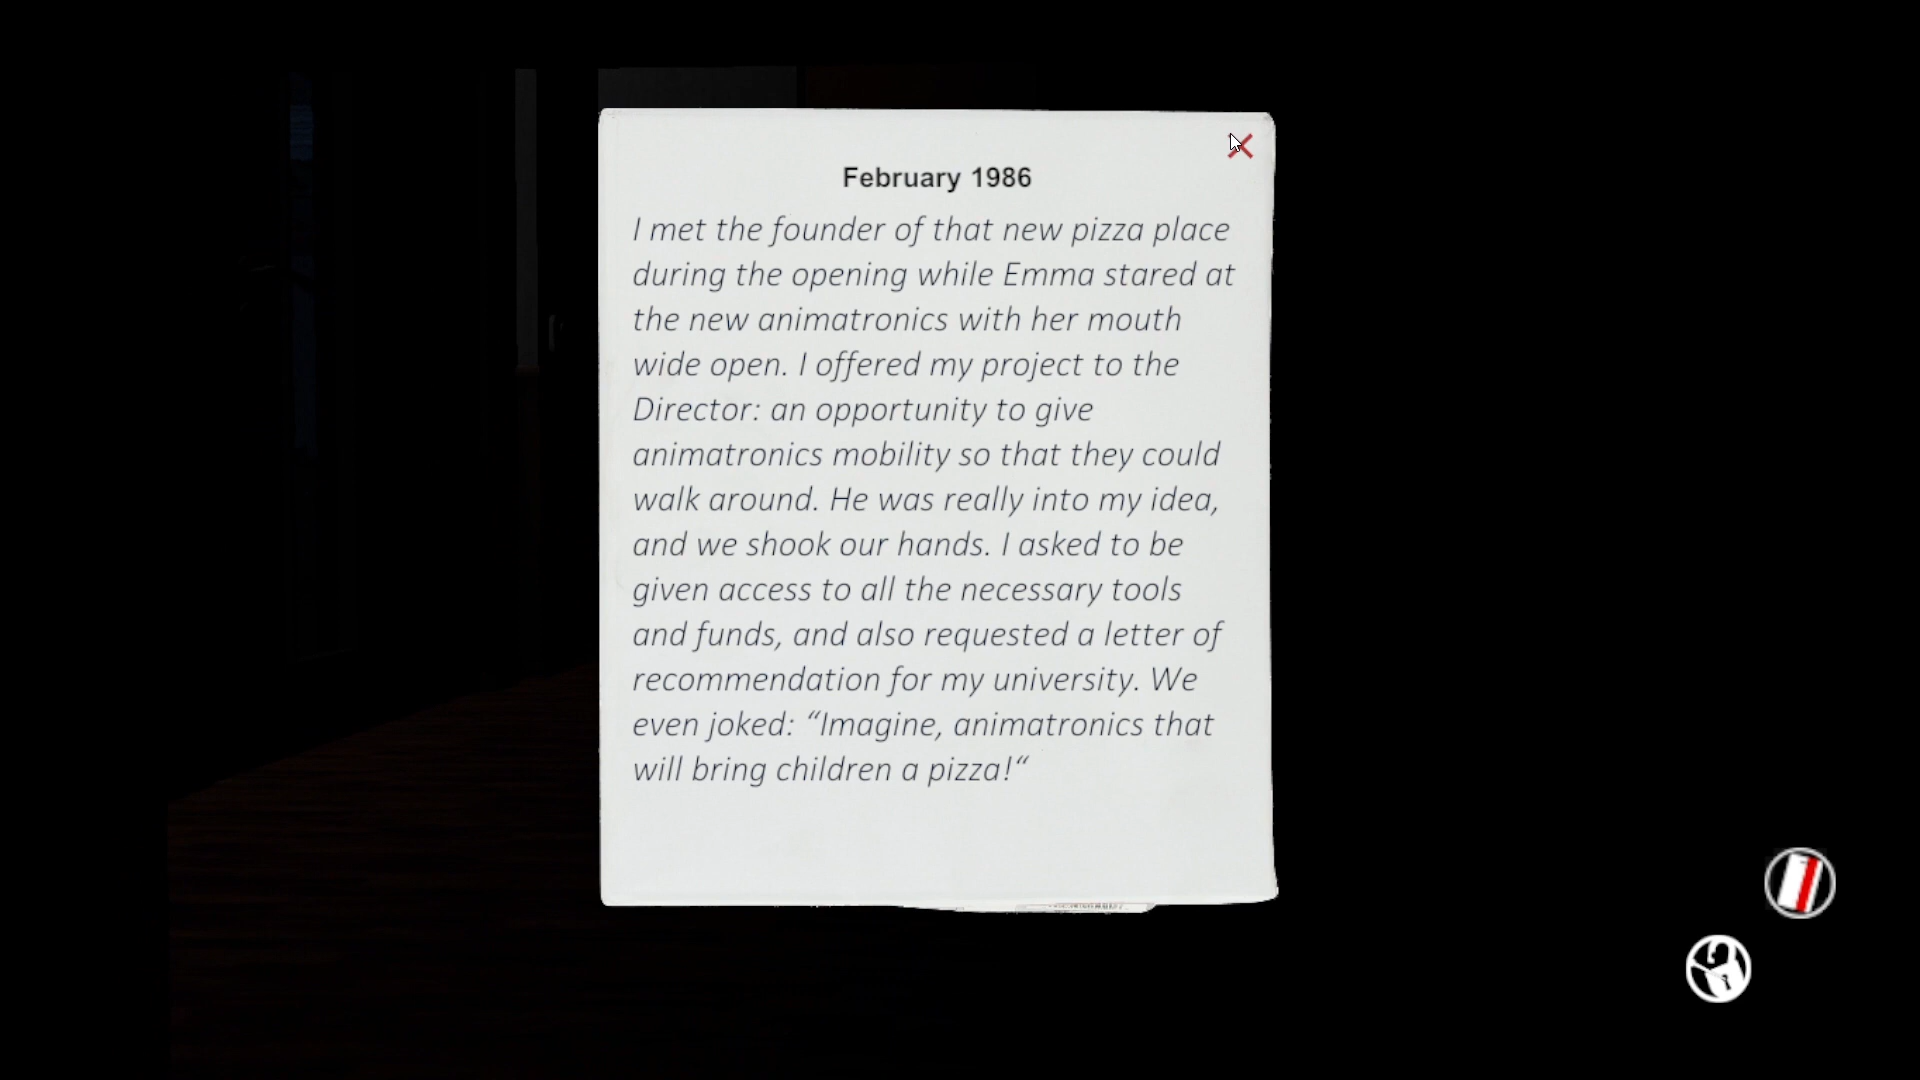 February 1986
I met the founder of that new pizza place
during the opening while Emma stared at
the new animatronics with her mouth
wide open. I offered my project to the
Director: an opportunity to give
animatronics mobility so that they could
walk around. He was really into my idea,
and we shook our hands. I asked to be
given access to all the necessary tools
and funds, and also requested a letter of
recommendation for my university. We
even joked: “Imagine, animatronics that
will bring children a pizza!“